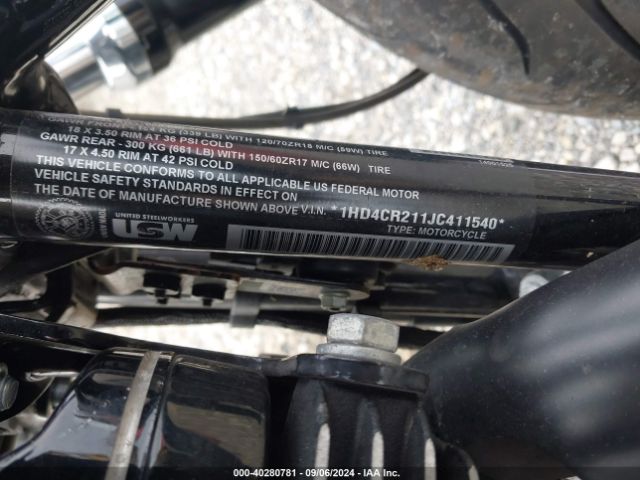 18 X 3.50 RIM AT 36 PSI COLD
GAWR REAR - 300 KG (661 LB) WITH 150/60ZR17 M/C (66W) TIRE
17 X 4.50 RIM AT 42 PSI COLD
THIS VEHICLE CONFORMS TO ALL APPLICABLE US FEDERAL MOTOR
VEHICLE SAFETY STANDARDS IN EFFECT ON
THE DATE OF MANUFACTURE SHOWN ABOVE V.I.N. 1HD4CR211JC411540*
TYPE: MOTORCYCLE
UNITED STEELWORKERS
USW
000-40280781 - 09/06/2024 - IAA Inc.